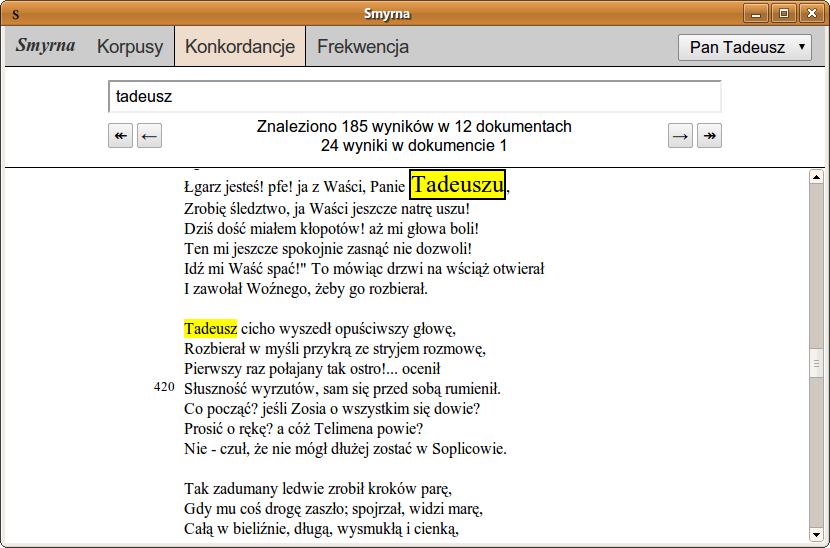 S Smyrna
Smyrna Korpusy Konkordancje Frekwencja Pan Tadeusz
tadeusz
Znaleziono 185 wyników w 12 dokumentach
24 wyniki w dokumencie 1
Łgarz jesteś! pfe! ja z Waści, Panie Tadeuszu,
Zrobię śledztwo, ja Waści jeszcze natrę uszu!
Dziś dość miałem kłopotów! aż mi głowa boli!
Ten mi jeszcze spokojnie zasnąć nie dozwoli!
Idź mi Waść spać!" To mówiąc drzwi na wściąż otwierał
I zawołał Woźnego, żeby go rozbierał.
Tadeusz cicho wyszedł opuściwszy głowę,
Rozbierał w myśli przykrą ze stryjem rozmowę,
Pierwszy raz połajany tak ostro!... ocenił
420 Słuszność wyrzutów, sam się przed sobą rumienił.
Co począć? jeśli Zosia o wszystkim się dowie?
Prosić o rękę? a cóż Telimena powie?
Nie - czuł, że nie mógł dłużej zostać w Soplicowie.
Tak zadumany ledwie zrobił kroków parę,
Gdy mu coś drogę zaszło; spojrzał, widzi marę,
Całą w bieliźnie, długą, wysmukłą i cienką,